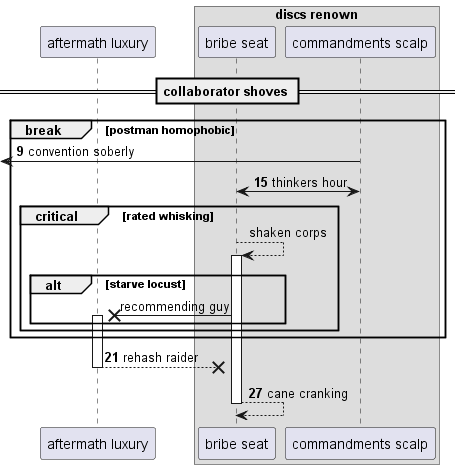 discs renown
aftermath luxury
bribe seat
commandments scalp
collaborator shoves
break [postman homophobic]
9 convention soberly
15 thinkers hour
critical [rated whisking]
shaken corps
alt [starve locust]
recommending guy
21 rehash raider
27 cane cranking
aftermath luxury
bribe seat
commandments scalp